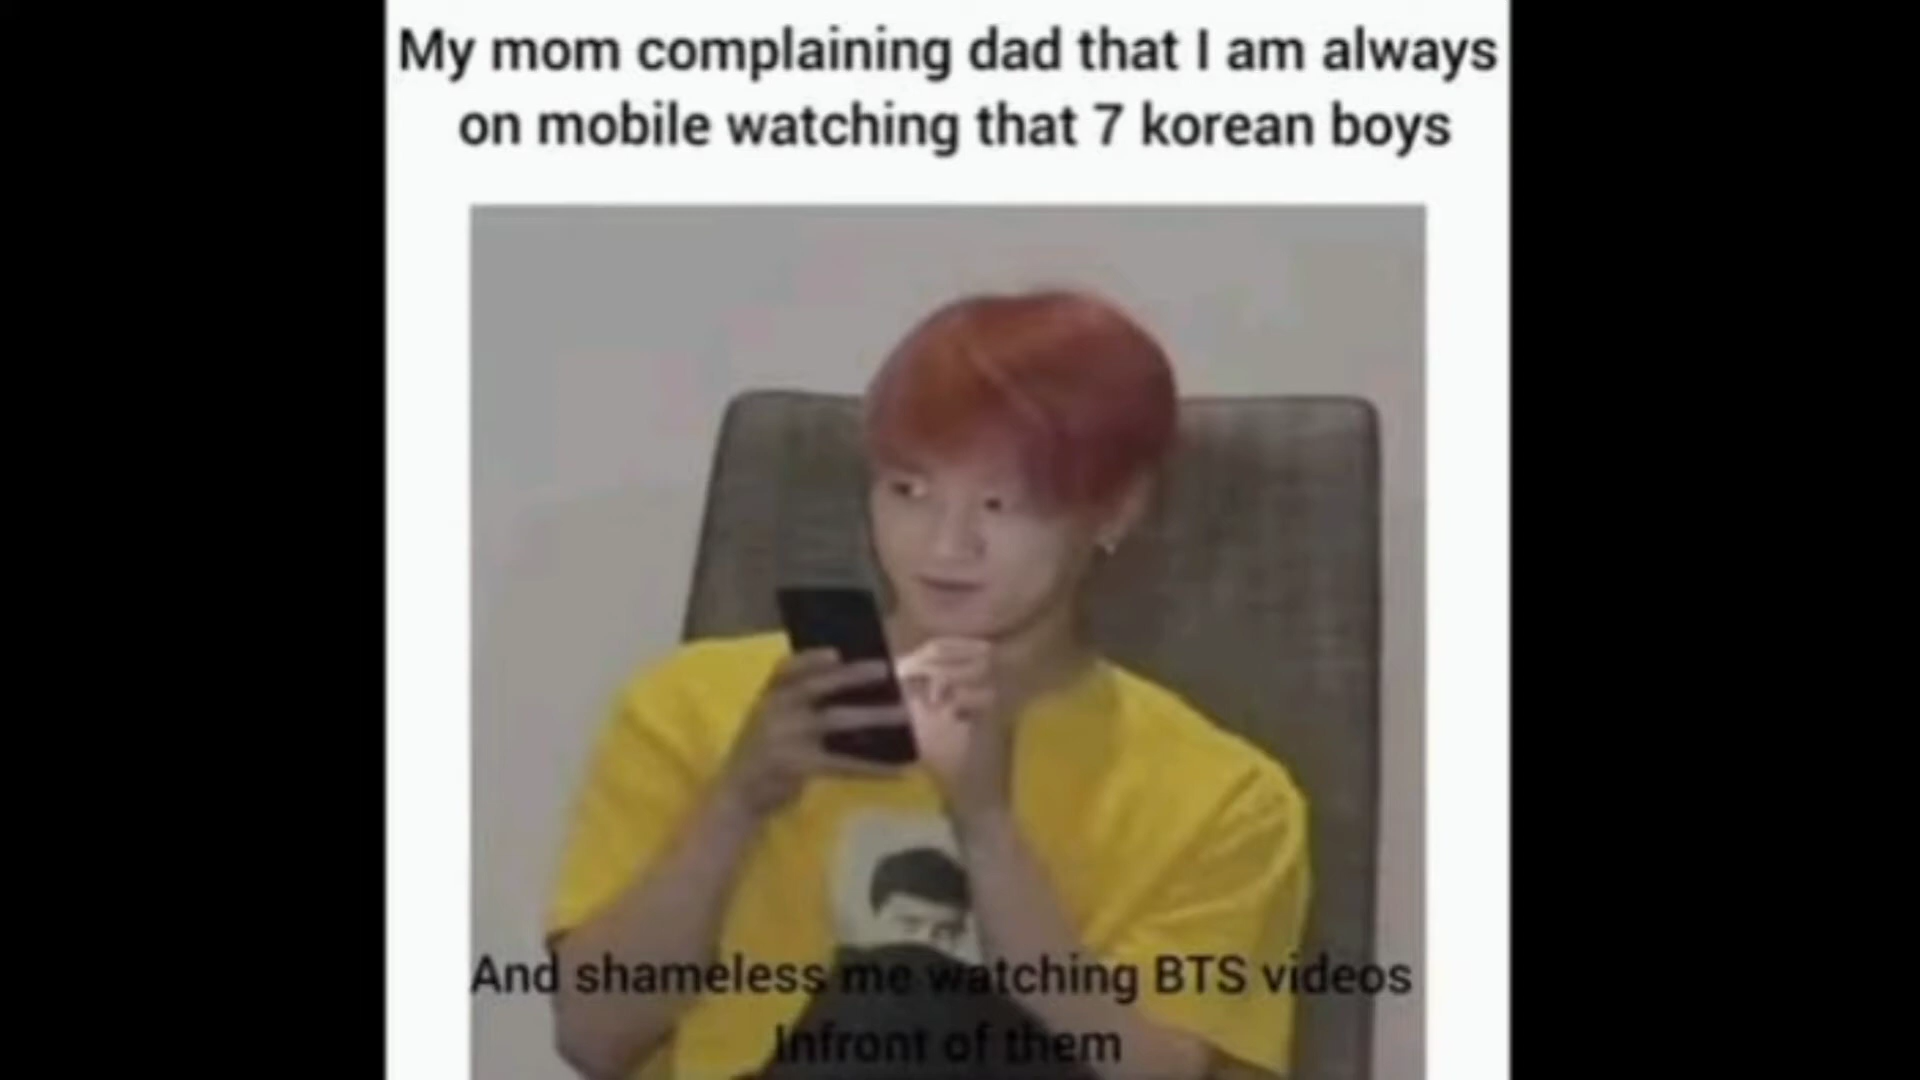 My mom complaining dad that I am always
on mobile watching that 7 korean boys
And shameless me watching BTS videos
Infront of them